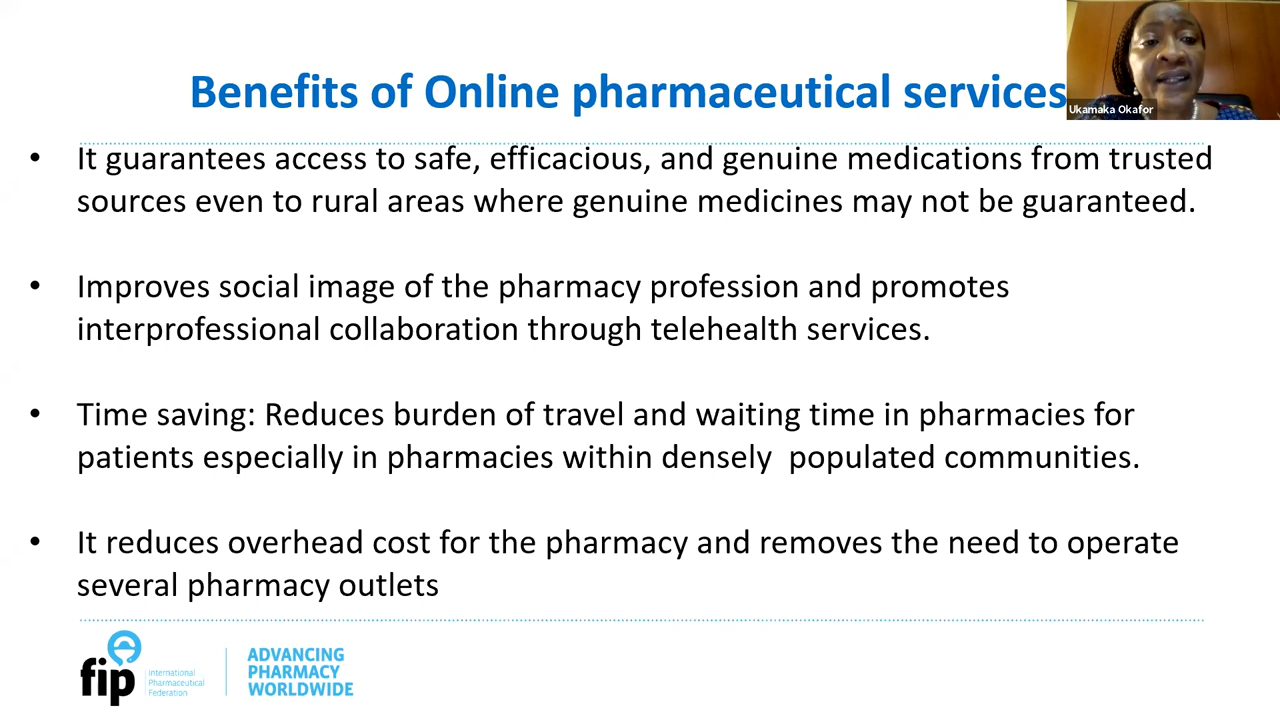 Benefits of Online pharmaceutical services
Ukamaka Okafor
• It guarantees access to safe, efficacious, and genuine medications from trusted
sources even to rural areas where genuine medicines may not be guaranteed.
• Improves social image of the pharmacy profession and promotes
interprofessional collaboration through telehealth services.
• Time saving: Reduces burden of travel and waiting time in pharmacies for
patients especially in pharmacies within densely  populated communities.
• It reduces overhead cost for the pharmacy and removes the need to operate
several pharmacy outlets
fip
International
Pharmaceutical
Federation
ADVANCING
PHARMACY
WORLDWIDE